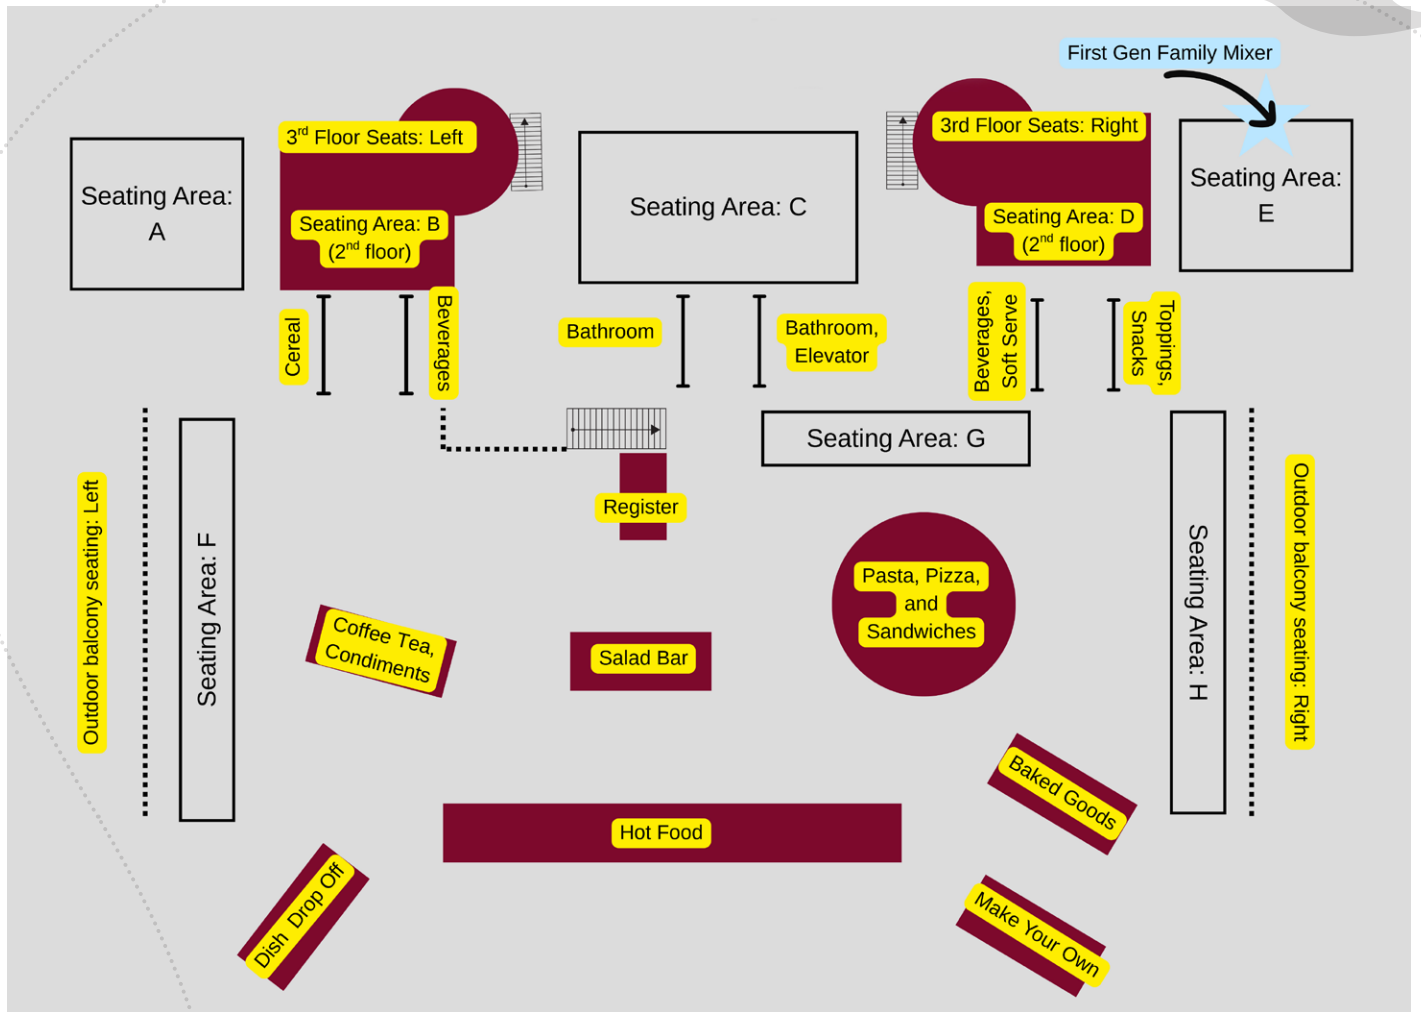 First Gen Family Mixer
3rd Floor Seats: Left
3rd Floor Seats: Right
Seating Area:
A
Seating Area: B
(2nd floor)
Seating Area: C
Seating Area: D
(2nd floor)
Seating Area:
E
Cereal
Beverages
Bathroom
Bathroom,
Elevator
Beverages,
Soft Serve
Toppings,
Snacks
Seating Area: G
Outdoor balcony seating: Left
Seating Area: F
Register
Pasta, Pizza,
and
Sandwiches
Seating Area: H
Outdoor balcony seating: Right
Coffee Tea,
Condiments
Salad Bar
Baked Goods
Hot Food
Dish Drop Off
Make Your Own